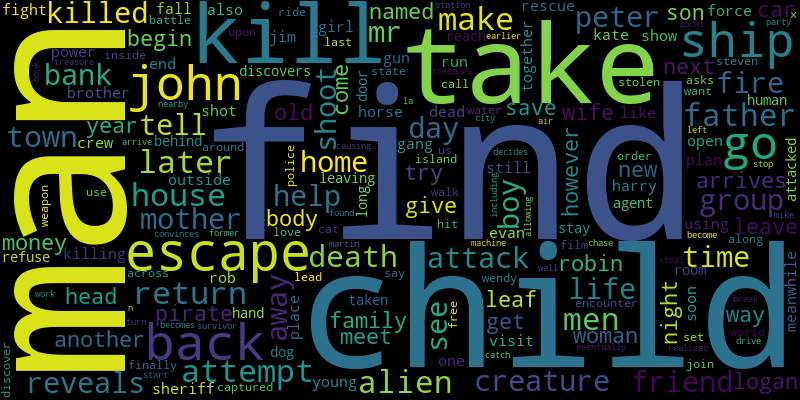 fight killed fall also kill jim ride upon girl last take named mr make rescue peter son force car x party
battle begin power inside end bank brother discovers john gun run state reach kate show ship local
man treasure hook shoot come door together station earlier steven next asks want fire human
town year tell shot horse old dead water save wife like father
crew behind around day city theodore call stolen
nearby arrive later police home gang us island however new open plan go attacked
house outside leaving try still la air harry order left stop
weapon use help long walk decides boy agent arrives group
mother body give hit including allowing stay using leave mike
money love cat evan film chase become along
refuse killing found causing find
convinces former martin machine
escape death attack robin time
across rob lead say wendy well encounter room steal
work head return away place taken see free leaf life night soon set break way meanwhile
pirate hand family get men world
another n turn becomes survivor meet child visit woman drive
finally dog back one catch eventually realizes join
discover reveals start sheriff captured attempt young alien creature friend logan